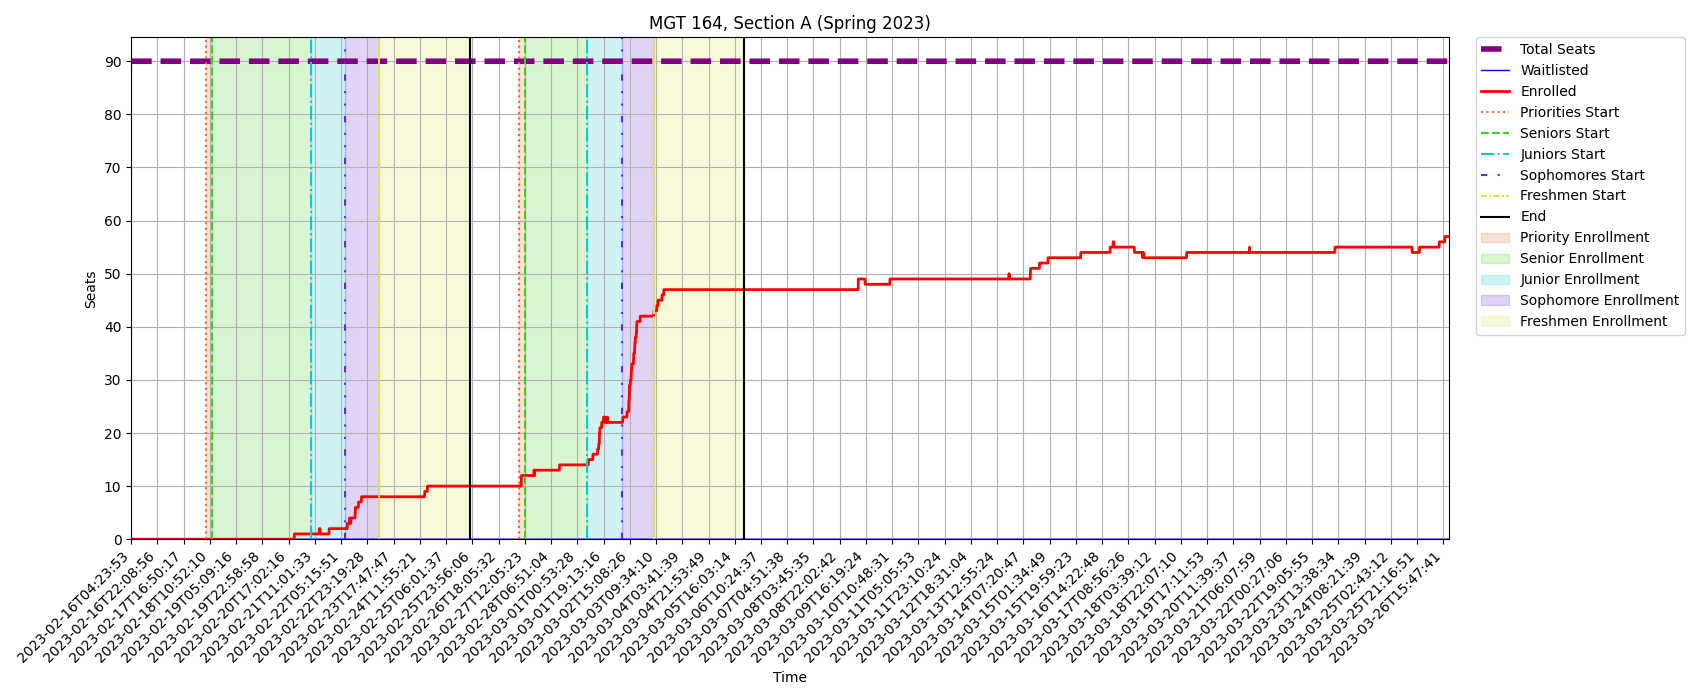 MGT 164, Section A (Spring 2023)
Seats
90
80
70
60
50
40
30
20
10
0
2023-02-16T04:23:53
2023-02-16T22:08:56
2023-02-17T16:50:17
2023-02-18T10:52:10
2023-02-19T05:09:16
2023-02-19T22:58:58
2023-02-20T17:02:16
2023-02-21T11:01:33
2023-02-22T05:15:51
2023-02-22T23:19:28
2023-02-23T17:47:47
2023-02-24T11:55:21
2023-02-25T06:01:37
2023-02-25T23:56:06
2023-02-26T18:05:32
2023-02-27T12:05:23
2023-02-28T06:51:04
2023-03-01T00:53:28
2023-03-01T19:13:16
2023-03-02T15:08:26
2023-03-03T09:34:10
2023-03-04T03:41:39
2023-03-04T21:53:49
2023-03-05T16:03:14
2023-03-06T10:24:37
2023-03-07T04:51:38
2023-03-08T03:45:35
2023-03-08T22:02:42
2023-03-09T16:19:24
2023-03-10T10:48:31
2023-03-11T05:05:53
2023-03-11T23:10:24
2023-03-12T18:31:04
2023-03-13T12:55:24
2023-03-14T07:20:47
2023-03-15T01:34:49
2023-03-15T19:59:23
2023-03-16T14:22:48
2023-03-17T08:56:26
2023-03-18T03:39:12
2023-03-18T22:07:10
2023-03-19T17:11:53
2023-03-20T11:39:37
2023-03-21T06:07:59
2023-03-22T00:27:06
2023-03-22T19:05:55
2023-03-23T13:38:34
2023-03-24T08:21:39
2023-03-25T02:43:12
2023-03-25T21:16:51
2023-03-26T15:47:41
Time
Total Seats
Waitlisted
Enrolled
Priorities Start
Seniors Start
Juniors Start
Sophomores Start
Freshmen Start
End
Priority Enrollment
Senior Enrollment
Junior Enrollment
Sophomore Enrollment
Freshmen Enrollment